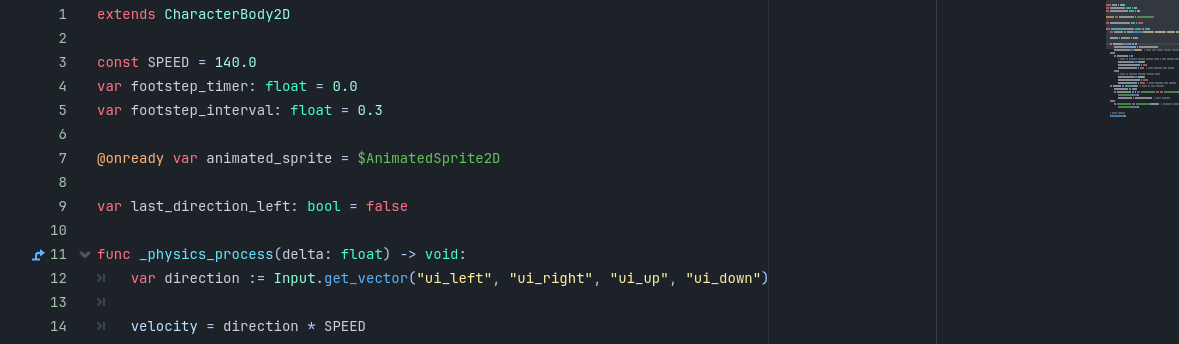 1 extends CharacterBody2D
2
3 const SPEED = 140.0
4 var footstep_timer: float = 0.0
5 var footstep_interval: float = 0.3
6
7 @onready var animated_sprite = $AnimatedSprite2D
8
9 var last_direction_left: bool = false
10
11 func _physics_process(delta: float) -> void:
12 var direction := Input.get_vector("ui_left", "ui_right", "ui_up", "ui_down")
13
14 velocity = direction * SPEED